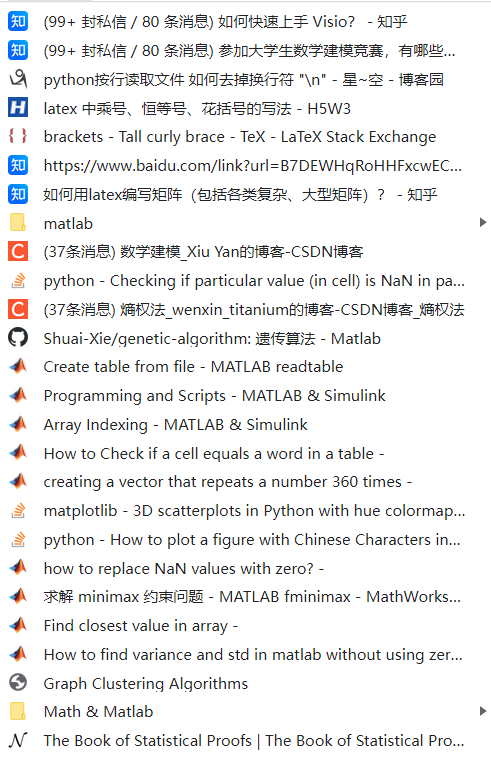 (99+ 封私信 / 80 条消息) 如何快速上手 Visio? - 知乎
(99+ 封私信 / 80 条消息) 参加大学生数学建模竞赛，有哪些...
python按行读取文件 如何去掉换行符 "\n" - 星~空 - 博客园
latex 中乘号、恒等号、花括号的写法 - H5W3
brackets - Tall curly brace - TeX - LaTeX Stack Exchange
https://www.baidu.com/link?url=B7DEWHqRoHHFxcwEC...
如何用latex编写矩阵（包括各类复杂、大型矩阵）？ - 知乎
matlab
(37条消息) 数学建模_Xiu Yan的博客-CSDN博客
python - Checking if particular value (in cell) is NaN in pa...
(37条消息) 熵权法_wenxin_titanium的博客-CSDN博客_熵权法
Shuai-Xie/genetic-algorithm: 遗传算法 - Matlab
Create table from file - MATLAB readtable
Programming and Scripts - MATLAB & Simulink
Array Indexing - MATLAB & Simulink
How to Check if a cell equals a word in a table -
creating a vector that repeats a number 360 times -
matplotlib - 3D scatterplots in Python with hue colormap...
python - How to plot a figure with Chinese Characters in...
how to replace NaN values with zero? -
求解 minimax 约束问题 - MATLAB fminimax - MathWorks...
Find closest value in array -
How to find variance and std in matlab without using zer...
Graph Clustering Algorithms
Math & Matlab
The Book of Statistical Proofs | The Book of Statistical Pro...